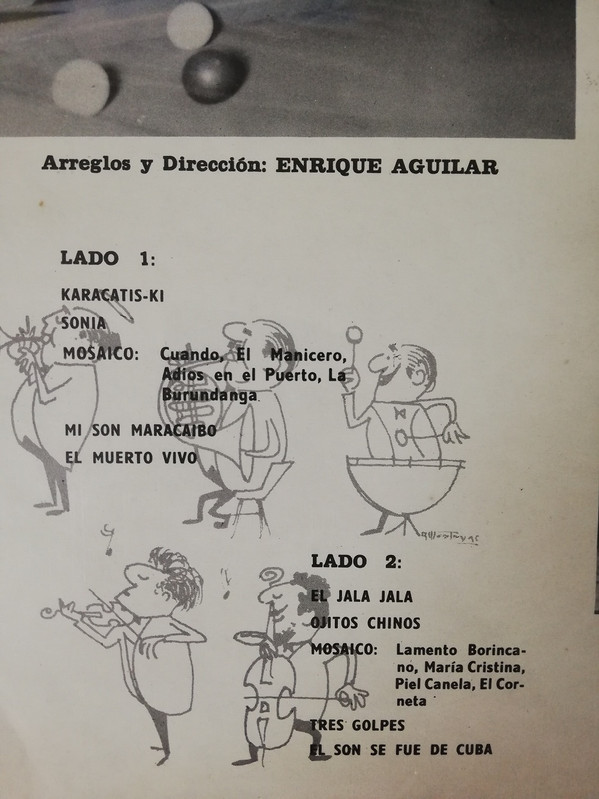 Arreglos y Dirección: ENRIQUE AGUILAR
LADO 1:
KARACATIS-KI
SONIA
MOSAICO: Cuando, El Manicero,
Adios en el Puerto, La
Burundanga
MI SON MARACAIBO
EL MUERTO VIVO
LADO 2:
EL JALA JALA
OJITOS CHINOS
MOSAICO: Lamento Borinca-
no, María Cristina,
Piel Canela, El Cor-
neta
TRES GOLPES
EL SON SE FUE DE CUBA